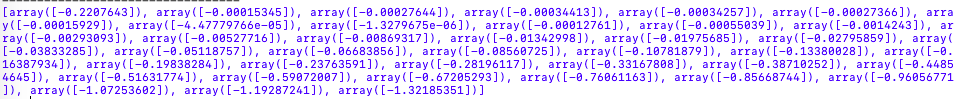 [array([-0.2207643]), array([-0.00015345]), array([-0.00027644]), array([-0.00034413]), array([-0.00034257]), array([-0.00027366]), arra
y([-0.00015929]), array([-4.47779766e-05]), array([-1.3279675e-06]), array([-0.00012761]), array([-0.00055039]), array([-0.0014243]), arra
y([-0.00293093]), array([-0.00527716]), array([-0.00869317]), array([-0.01342998]), array([-0.01975685]), array([-0.02795859]), array(
[-0.03833285]), array([-0.05118757]), array([-0.06683856]), array([-0.08560725]), array([-0.10781879]), array([-0.13380028]), array([-0.
16387934]), array([-0.19838284]), array([-0.23763591]), array([-0.28196117]), array([-0.33167808]), array([-0.38710252]), array([-0.4485
4645]), array([-0.51631774]), array([-0.59072007]), array([-0.67205293]), array([-0.76061163]), array([-0.85668744]), array([-0.96056771
]), array([-1.07253602]), array([-1.19287241]), array([-1.32185351])]